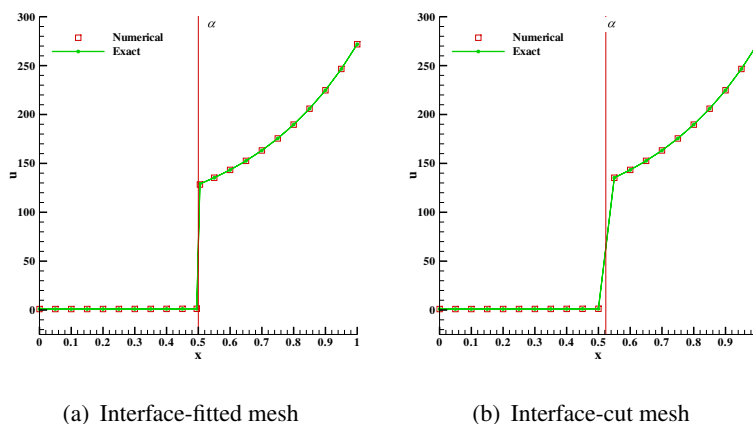 α
Numerical
Exact
300
250
200
150
100
50
0
u
0 0.1 0.2 0.3 0.4 0.5 0.6 0.7 0.8 0.9 1
x
(a) Interface-fitted mesh
α
Numerical
Exact
300
250
200
150
100
50
0
u
0 0.1 0.2 0.3 0.4 0.5 0.6 0.7 0.8 0.9
x
(b) Interface-cut mesh